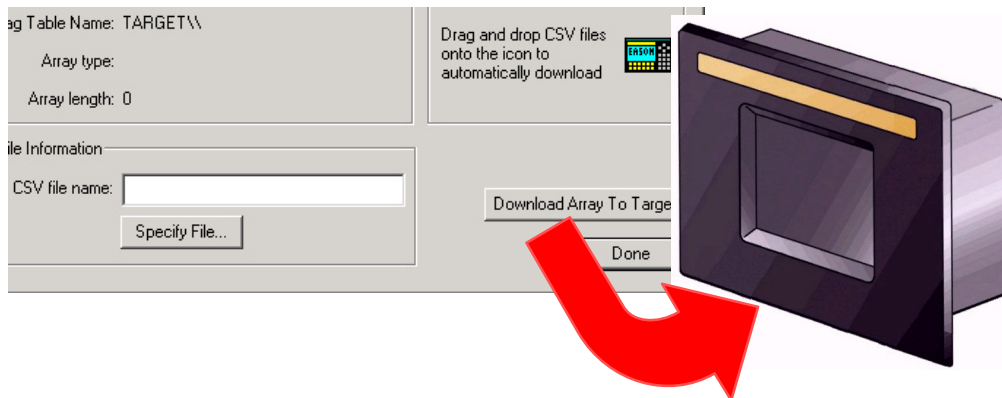 ag Table Name: TARGET\\
Array type:
Array length: 0
Drag and drop CSV files
onto the icon to
automatically download
EASON
ile Information
CSV file name:
Specify File...
Download Array To Targe
Done